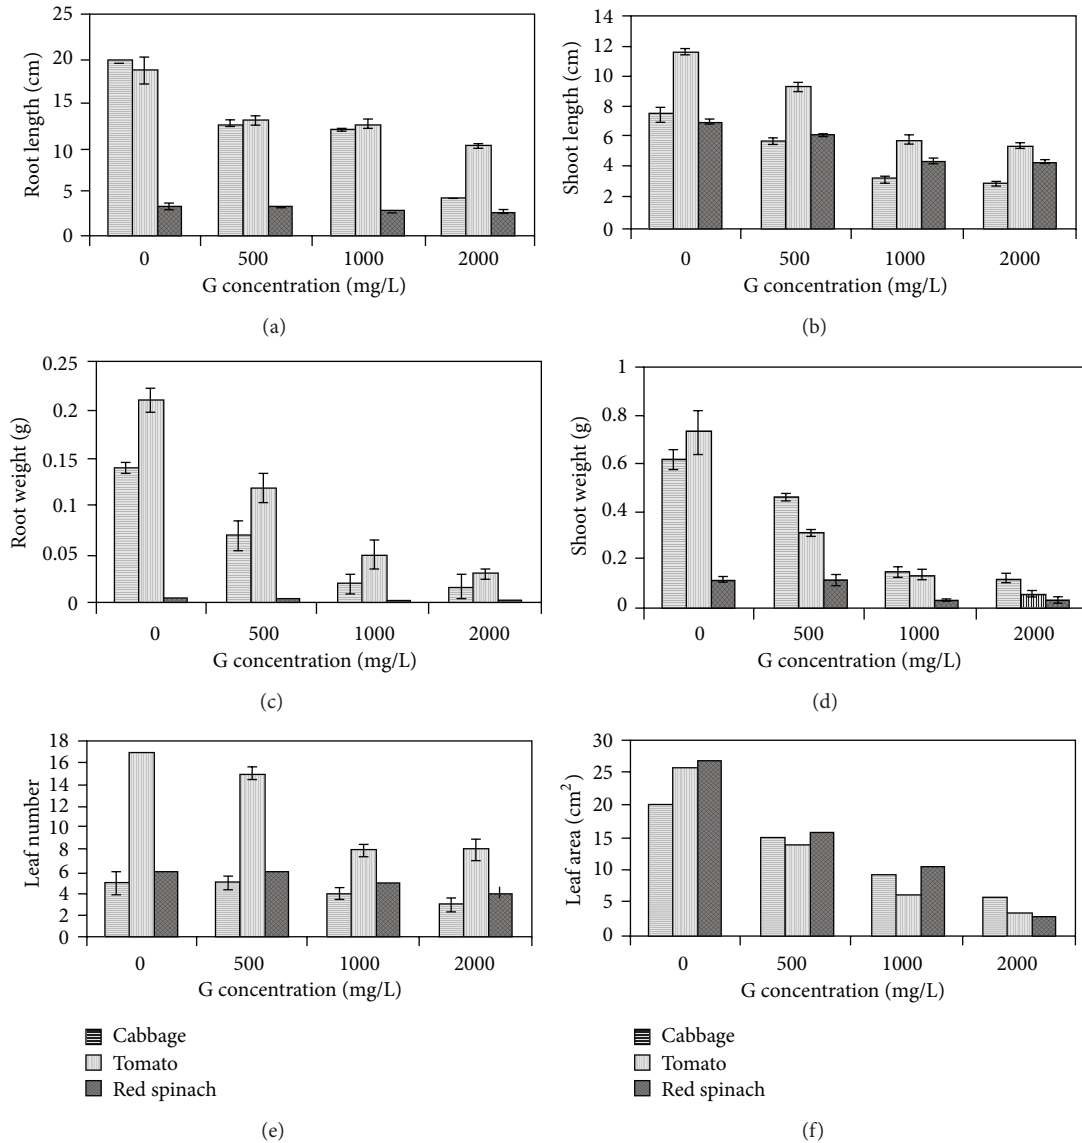 25
20
15
10
5
0
Root length (cm)
0 500 1000 2000
G concentration (mg/L)
(a)
14
12
10
8
6
4
2
0
Shoot length (cm)
0 500 1000 2000
G concentration (mg/L)
(b)
0.25
0.2
0.15
0.1
0.05
0
Root weight (g)
0 500 1000 2000
G concentration (mg/L)
(c)
1
0.8
0.6
0.4
0.2
0
Shoot weight (g)
0 500 1000 2000
G concentration (mg/L)
(d)
18
16
14
12
10
8
6
4
2
0
Leaf number
0 500 1000 2000
G concentration (mg/L)
Cabbage
Tomato
Red spinach
(e)
30
25
20
15
10
5
0
Leaf area (cm²)
0 500 1000 2000
G concentration (mg/L)
Cabbage
Tomato
Red spinach
(f)